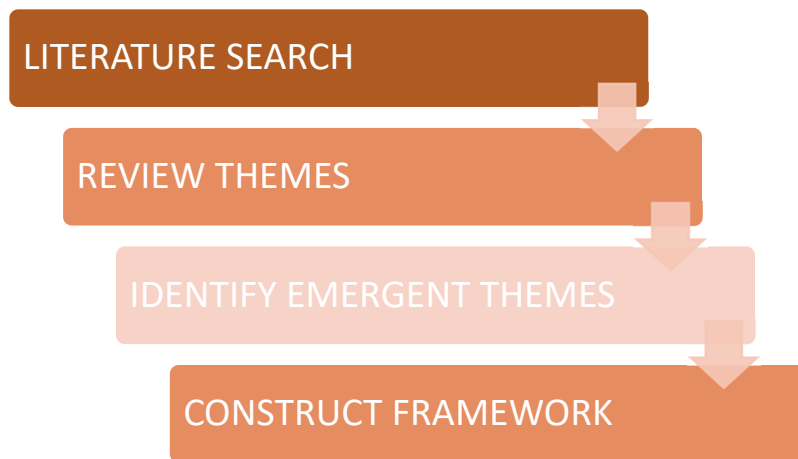 LITERATURE SEARCH
REVIEW THEMES
IDENTIFY EMERGENT THEMES
CONSTRUCT FRAMEWORK